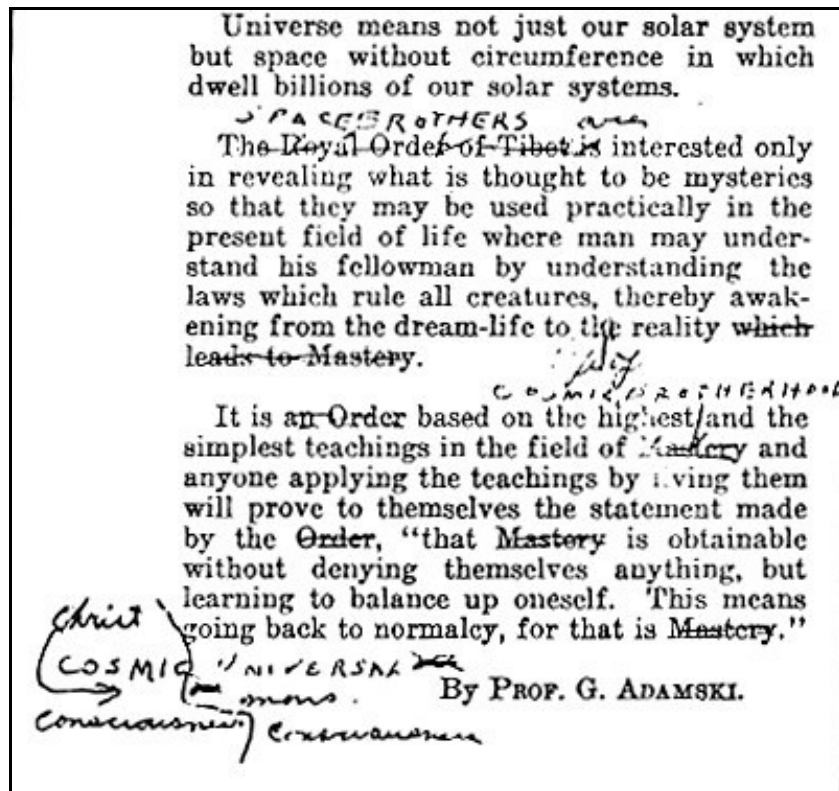 Universe means not just our solar system
but space without circumference in which
dwell billions of our solar systems.
SPACEBROTHERS are
The Royal Order of Tibet is interested only
in revealing what is thought to be mysteries
so that they may be used practically in the
present field of life where man may under-
stand his fellowman by understanding the
laws which rule all creatures, thereby awak-
ening from the dream-life to the reality which
leads to Mastery.
COSMIC BROTHERHOOD
It is an Order based on the highest and the
simplest teachings in the field of Mastery and
anyone applying the teachings by living them
will prove to themselves the statement made
by the Order, “that Mastery is obtainable
without denying themselves anything, but
learning to balance up oneself. This means
going back to normalcy, for that is Mastery.”
Christ
COSMIC UNIVERSAL
By PROF. G. ADAMSKI.
Consciousness Consciousness